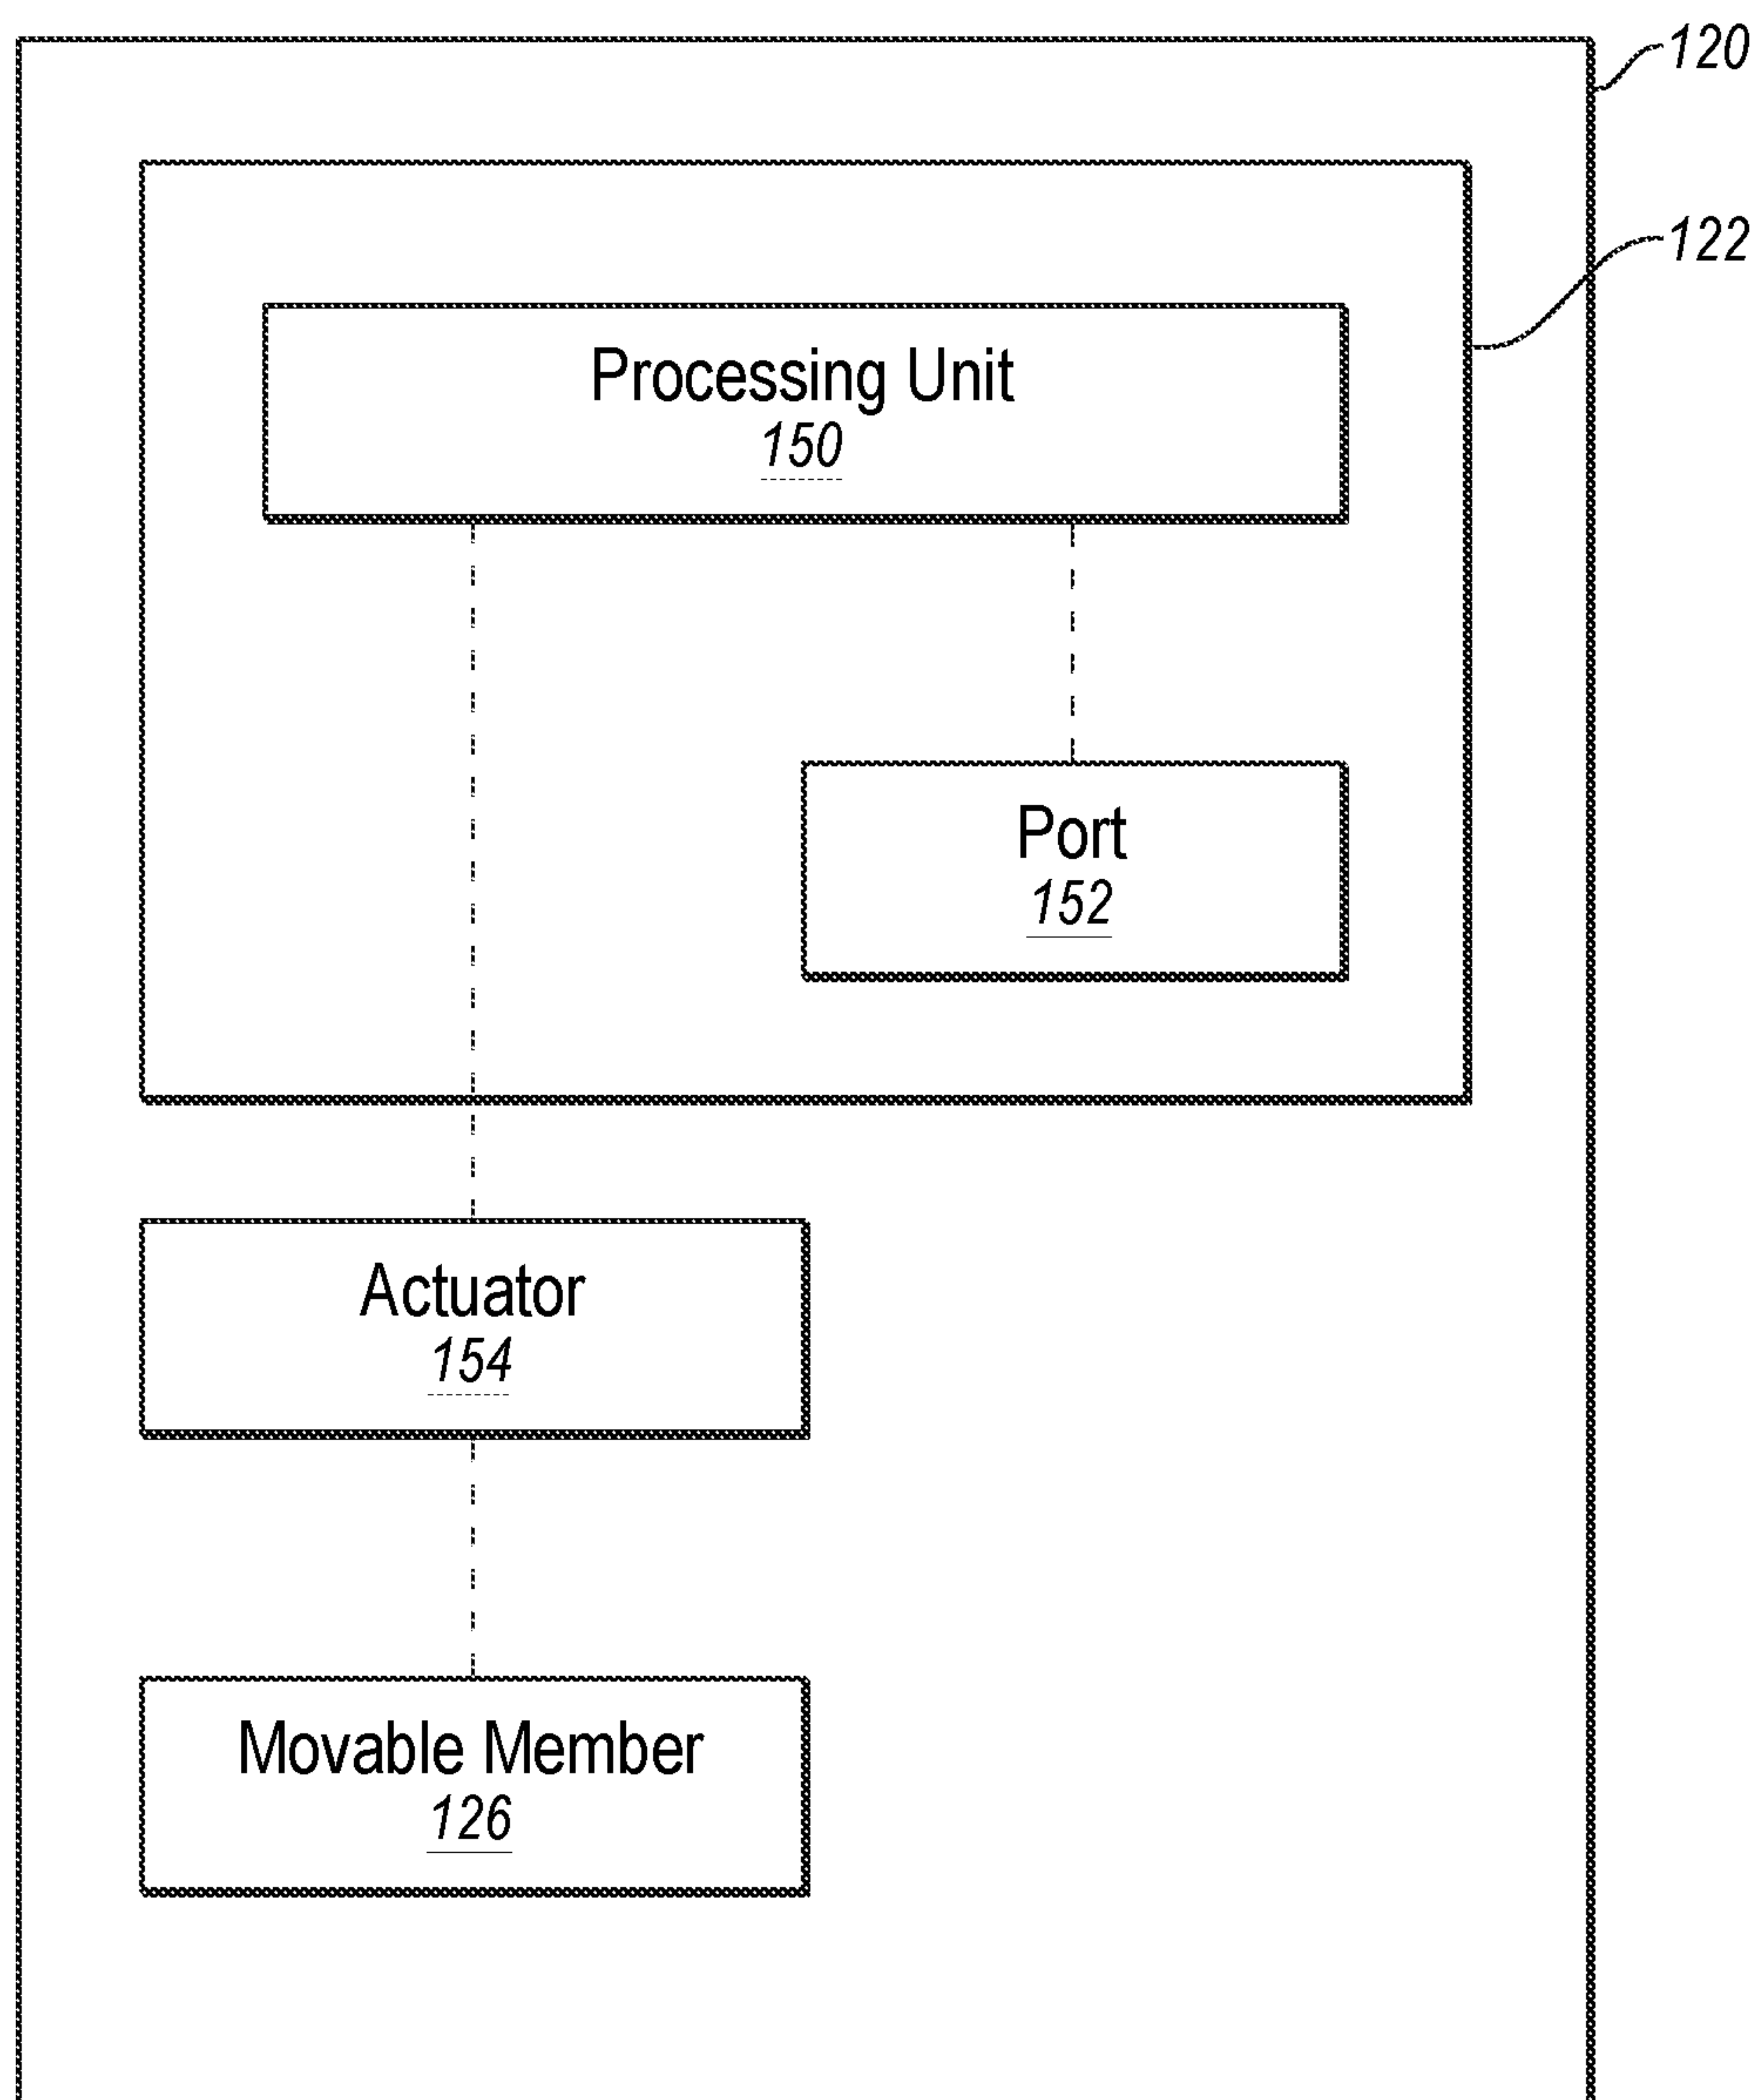 120
122
Processing Unit
150
Port
152
Actuator
154
Movable Member
126